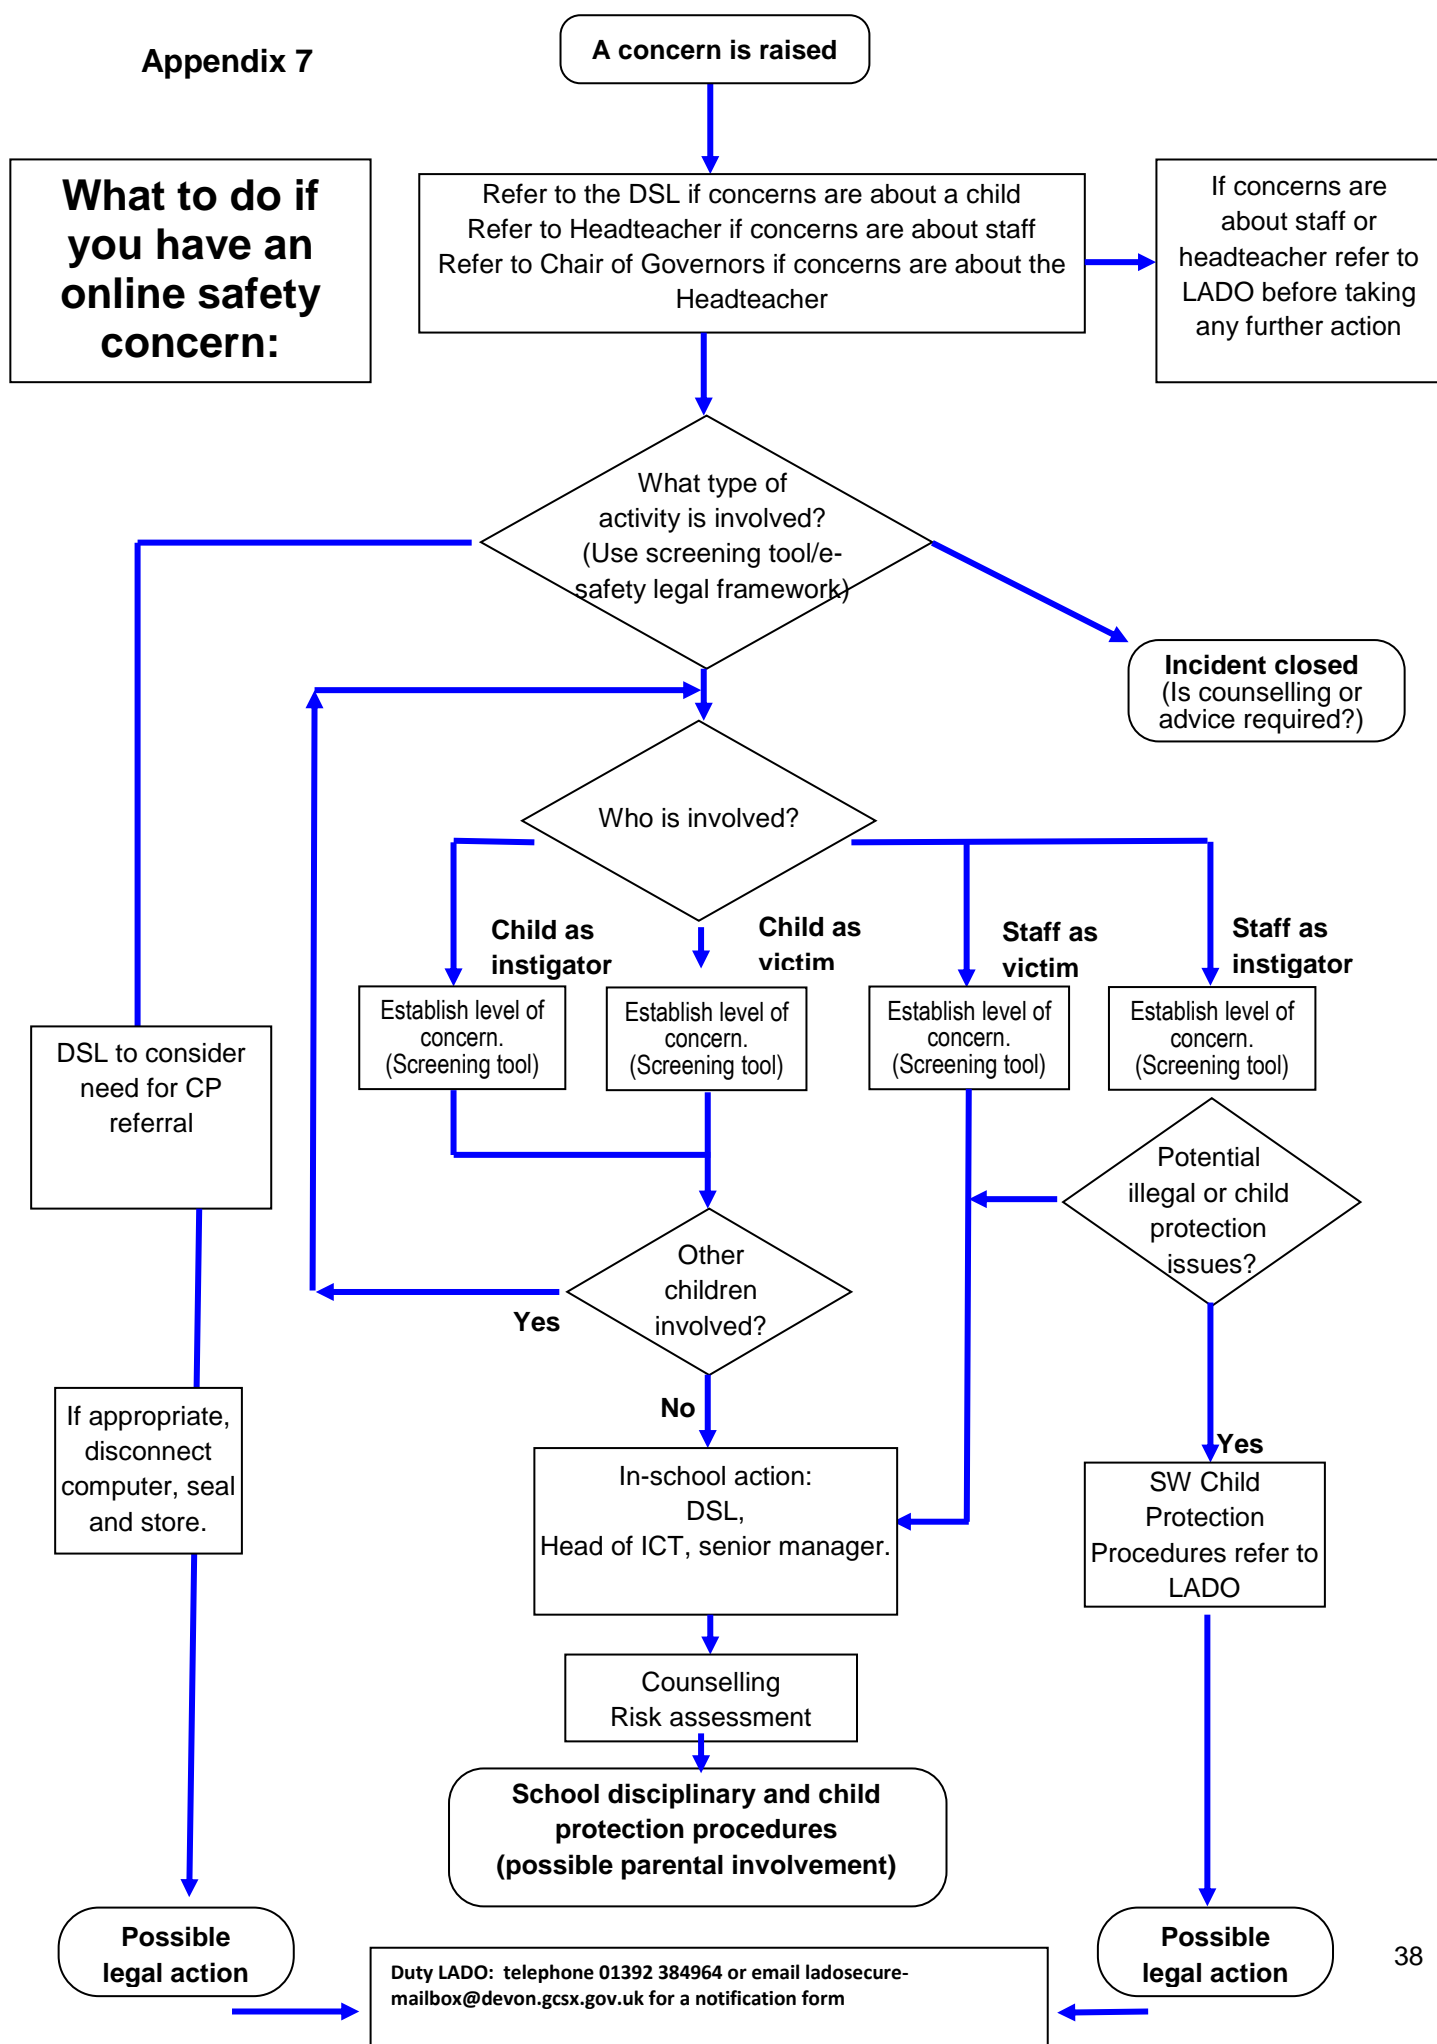 Appendix 7
A concern is raised
What to do if
you have an
online safety
concern:
Refer to the DSL if concerns are about a child
Refer to Headteacher if concerns are about staff
Refer to Chair of Governors if concerns are about the
Headteacher
If concerns are
about staff or
headteacher refer to
LADO before taking
any further action
What type of
activity is involved?
(Use screening tool/e-
safety legal framework)
Incident closed
(Is counselling or
advice required?)
Who is involved?
Child as
instigator
Child as
victim
Staff as
victim
Staff as
instigator
Establish level of
concern.
(Screening tool)
Establish level of
concern.
(Screening tool)
Establish level of
concern.
(Screening tool)
Establish level of
concern.
(Screening tool)
DSL to consider
need for CP
referral
Potential
illegal or child
protection
issues?
Other
children
involved?
Yes
No
Yes
If appropriate,
disconnect
computer, seal
and store.
In-school action:
DSL,
Head of ICT, senior manager.
SW Child
Protection
Procedures refer to
LADO
Counselling
Risk assessment
School disciplinary and child
protection procedures
(possible parental involvement)
Possible
legal action
Possible
legal action
Duty LADO: telephone 01392 384964 or email ladosecure-
mailbox@devon.gcsx.gov.uk for a notification form
38